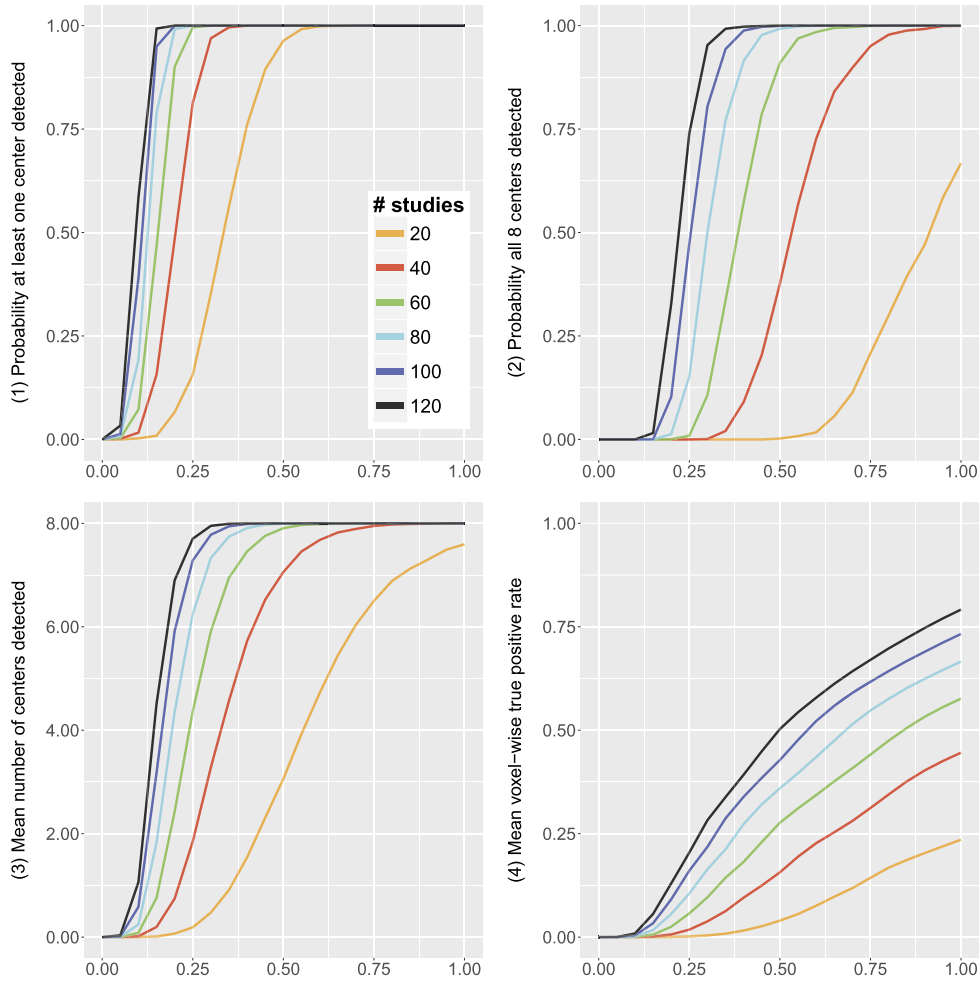 (1) Probability at least one center detected
1.00
0.75
0.50
0.25
0.00
0.00 0.25 0.50 0.75 1.00
# studies
20
40
60
80
100
120
(2) Probability all 8 centers detected
1.00
0.75
0.50
0.25
0.00
0.00 0.25 0.50 0.75 1.00
(3) Mean number of centers detected
8.00
6.00
4.00
2.00
0.00
0.00 0.25 0.50 0.75 1.00
(4) Mean voxel−wise true positive rate
1.00
0.75
0.50
0.25
0.00
0.00 0.25 0.50 0.75 1.00